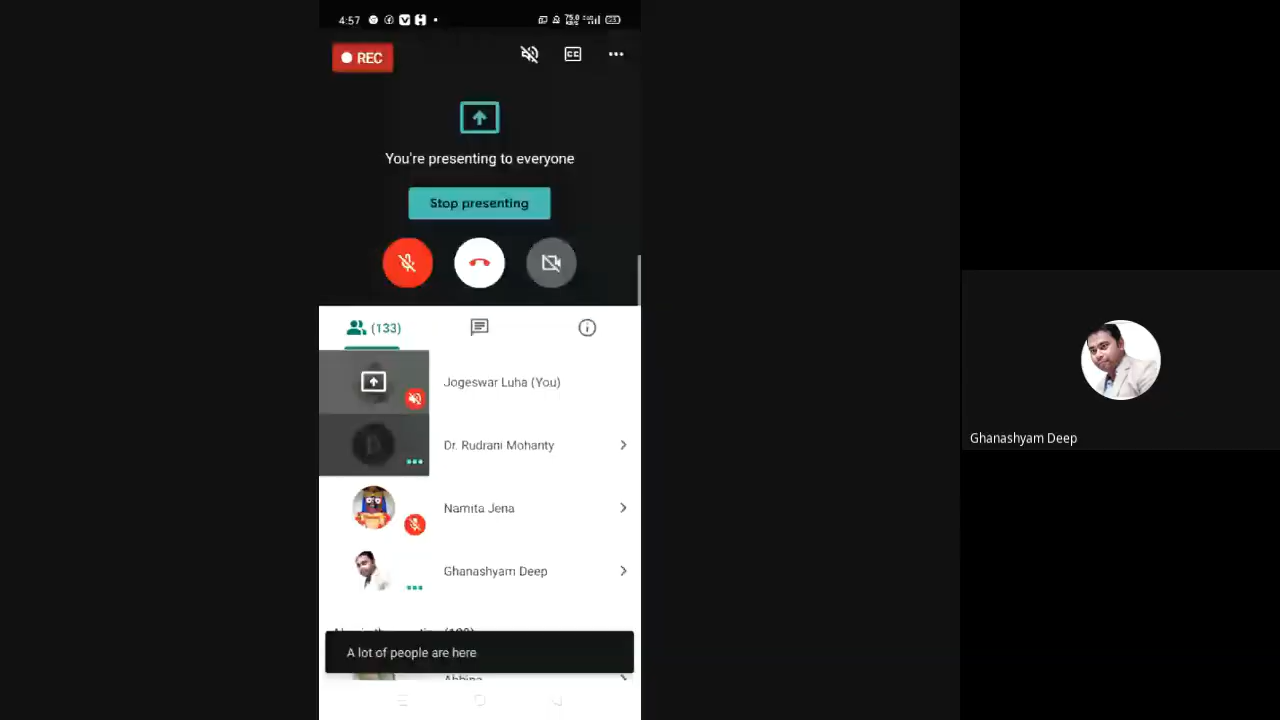 4:57
REC
You're presenting to everyone
Stop presenting
(133)
Jogeswar Luha (You)
Dr. Rudrani Mohanty
Namita Jena
Ghanashyam Deep
A lot of people are here
Ghanashyam Deep